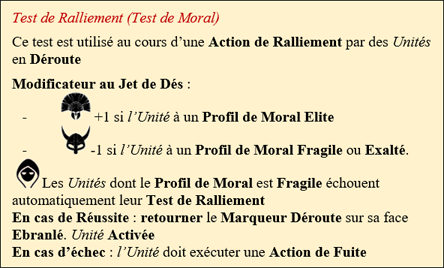 Test de Ralliement (Test de Moral)
Ce test est utilisé au cours d'une Action de Ralliement par des Unités
en Déroute
Modificateur au Jet de Dés :
- +1 si l'Unité à un Profil de Moral Elite
- -1 si l'Unité à un Profil de Moral Fragile ou Exalté.
Les Unités dont le Profil de Moral est Fragile échouent
automatiquement leur Test de Ralliement
En cas de Réussite : retourner le Marqueur Déroute sur sa face
Ebranlé. Unité Activée
En cas d'échec : l'Unité doit exécuter une Action de Fuite